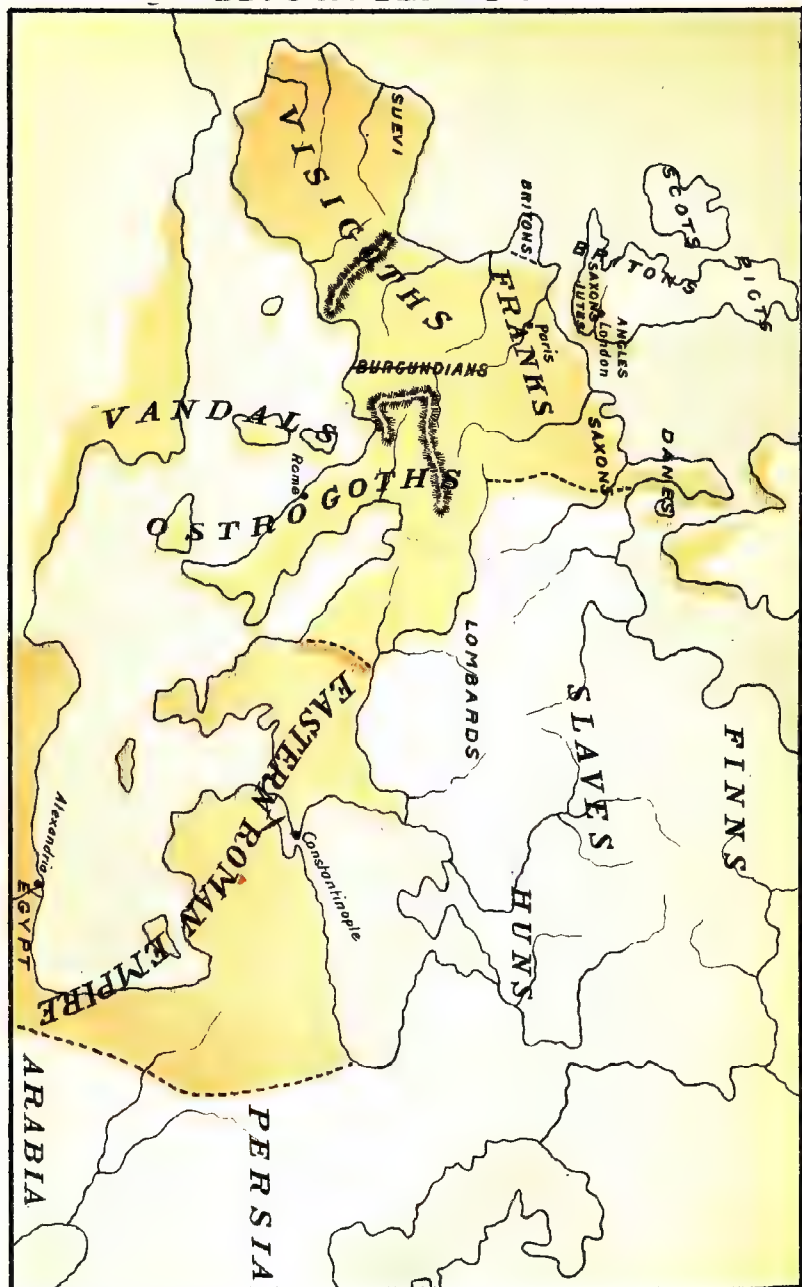 SCOTS
PICTS
BRITONS
ANGLES
SAXONS
London
JUTES
DANES
FINNS
BRITONS
SAXONS
FRANKS
Paris
SLAVES
SUEVI
VISIGOTHS
BURGUNDIANS
LOMBARDS
HUNS
OSTROGOTHS
Rome
VANDALS
EASTERN ROMAN EMPIRE
Constantinople
PERSIA
Alexandria
EGYPT
ARABIA